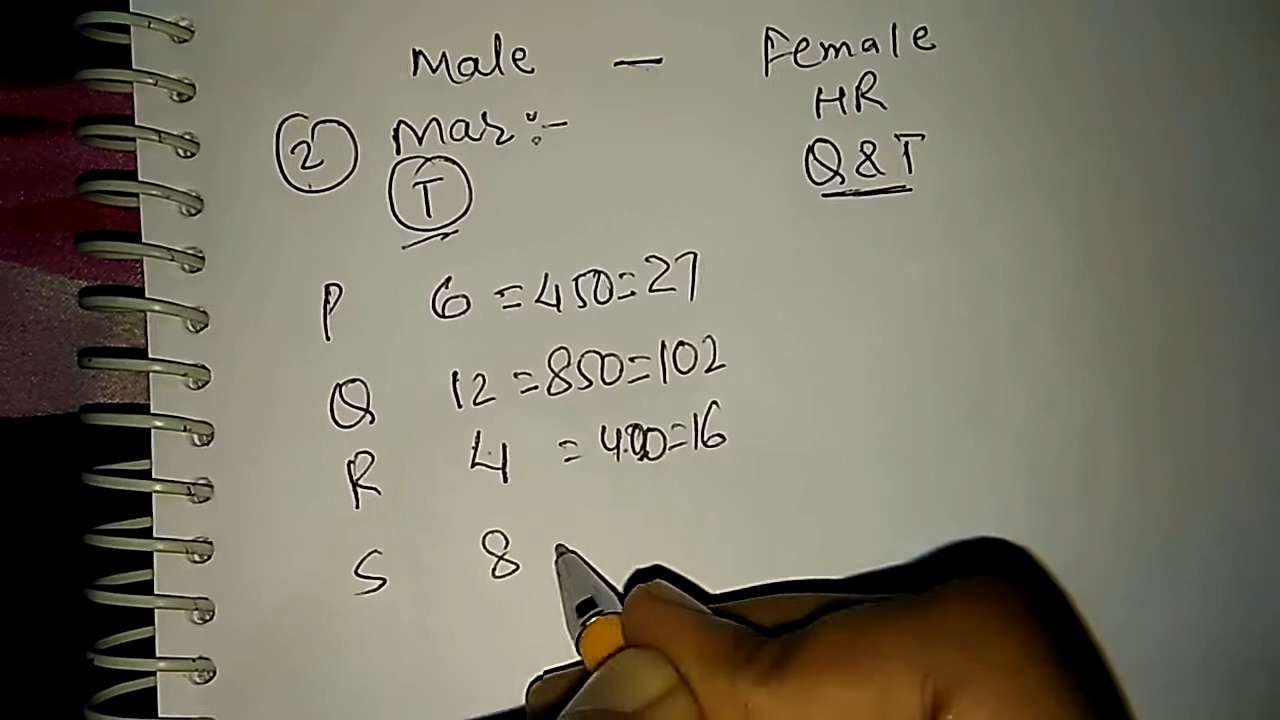 Male — Female
HR
② Mar:-
Q & T
T
P 6 = 450 = 27
Q 12 = 850 = 102
R 4 = 400 = 16
S 8